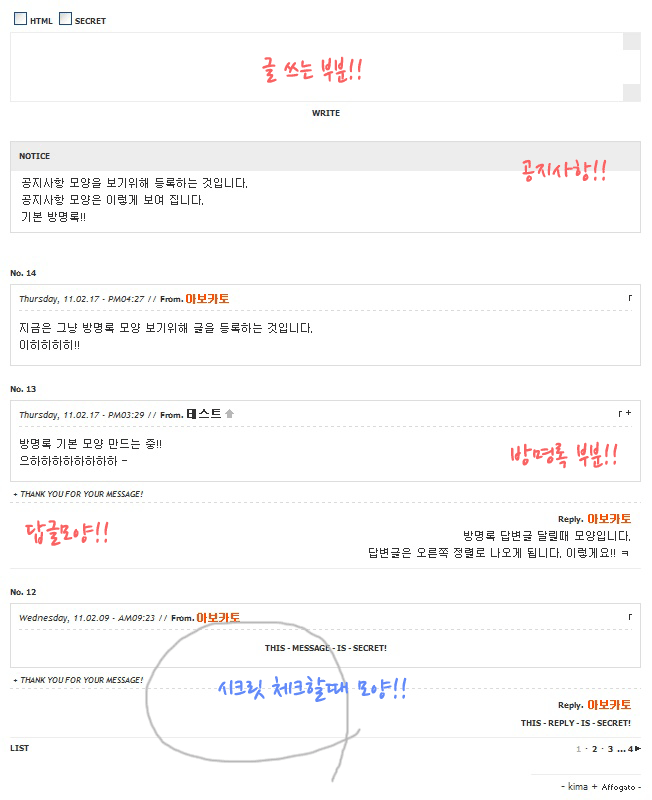 HTML SECRET
글 쓰는 부분!!
WRITE
NOTICE
공지사항!!
공지사항 모양을 보기위해 등록하는 것입니다.
공지사항 모양은 이렇게 보여 집니다.
기본 방명록!!
No. 14
Thursday, 11.02.17 - PM04:27 // From. 아보카토 r
지금은 그냥 방명록 모양 보기위해 글을 등록하는 것입니다.
이히히히히!!
No. 13
Thursday, 11.02.17 - PM03:29 // From. 테스트 r +
방명록 기본 모양 만드는 중!!
으하하하하하하하하 -
방명록 부분!!
+ THANK YOU FOR YOUR MESSAGE!
Reply. 아보카토
답글모양!!
방명록 답변글 달릴때 모양입니다.
답변글은 오른쪽 정렬로 나오게 됩니다. 이렇게요!! ㅋ
No. 12
Wednesday, 11.02.09 - AM09:23 // From. 아보카토 r
THIS - MESSAGE - IS - SECRET!
+ THANK YOU FOR YOUR MESSAGE!
시크릿 체크할때 모양!!
Reply. 아보카토
THIS - REPLY - IS - SECRET!
LIST 1 · 2 · 3 ... 4
- kima + Affogato -